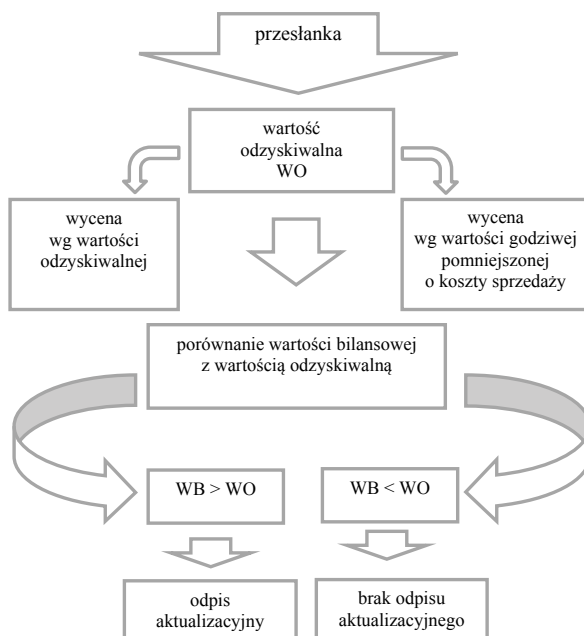 przesłanka
wartość
odzyskiwalna
WO
wycena
wg wartości
odzyskiwalnej
wycena
wg wartości godziwej
pomniejszonej
o koszty sprzedaży
porównanie wartości bilansowej
z wartością odzyskiwalną
WB > WO
WB < WO
odpis
aktualizacyjny
brak odpisu
aktualizacyjnego